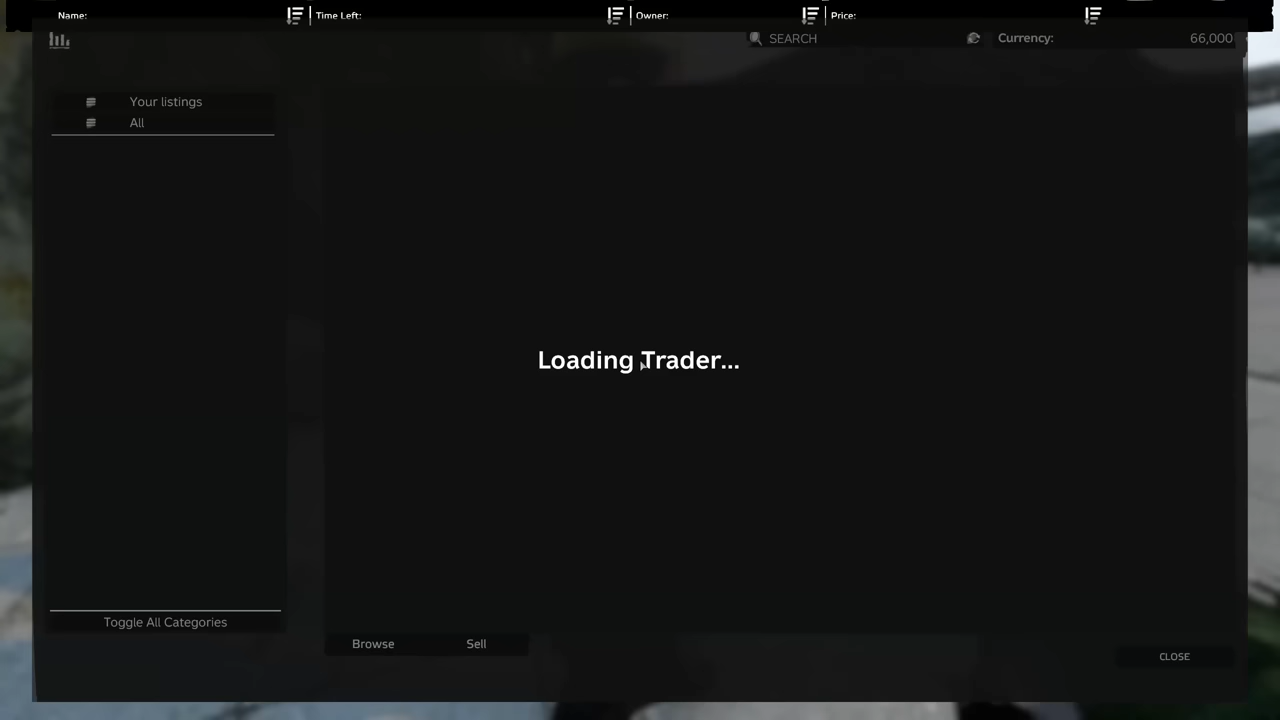 Name: Time Left: Owner: Price:
SEARCH Currency: 66,000
Your listings
All
Loading Trader...
Toggle All Categories
Browse Sell
CLOSE